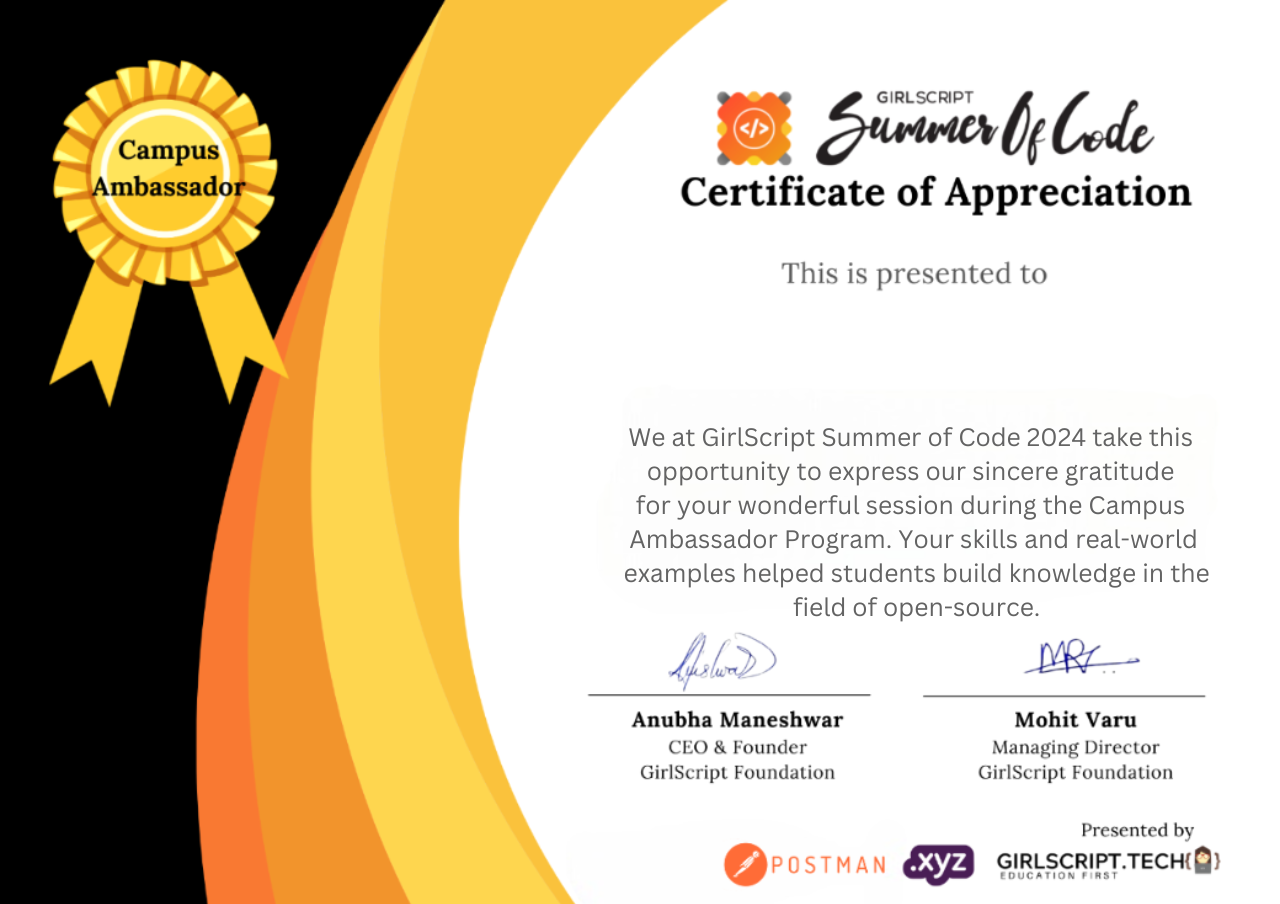 Campus
Ambassador
GIRLSCRIPT
Summer Of Code
Certificate of Appreciation
This is presented to
We at GirlScript Summer of Code 2024 take this
opportunity to express our sincere gratitude
for your wonderful session during the Campus
Ambassador Program. Your skills and real-world
examples helped students build knowledge in the
field of open-source.
Anubha Maneshwar
CEO & Founder
GirlScript Foundation
Mohit Varu
Managing Director
GirlScript Foundation
Presented by
POSTMAN
.xyz
GIRLSCRIPT.TECH
EDUCATION FIRST